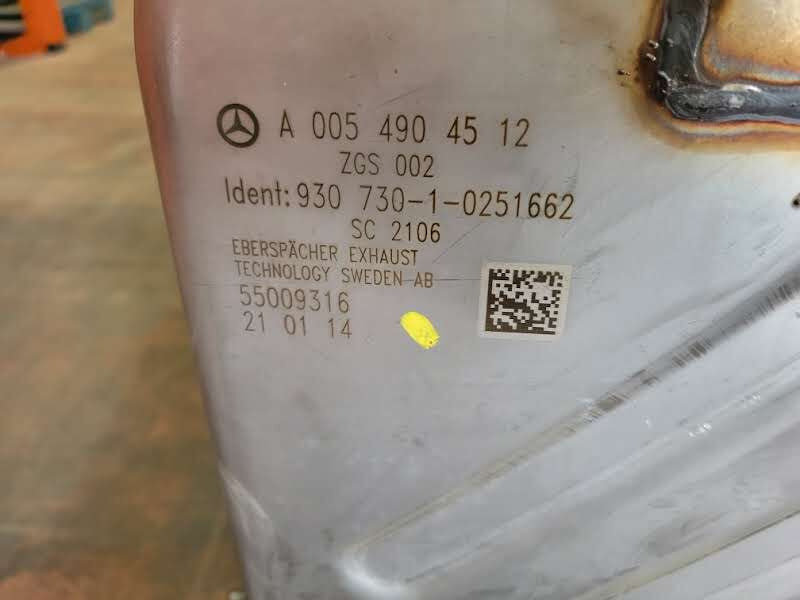 A 005 490 45 12
ZGS 002
Ident: 930 730-1-0251662
SC 2106
EBERSPÄCHER EXHAUST
TECHNOLOGY SWEDEN AB
55009316
21 01 14